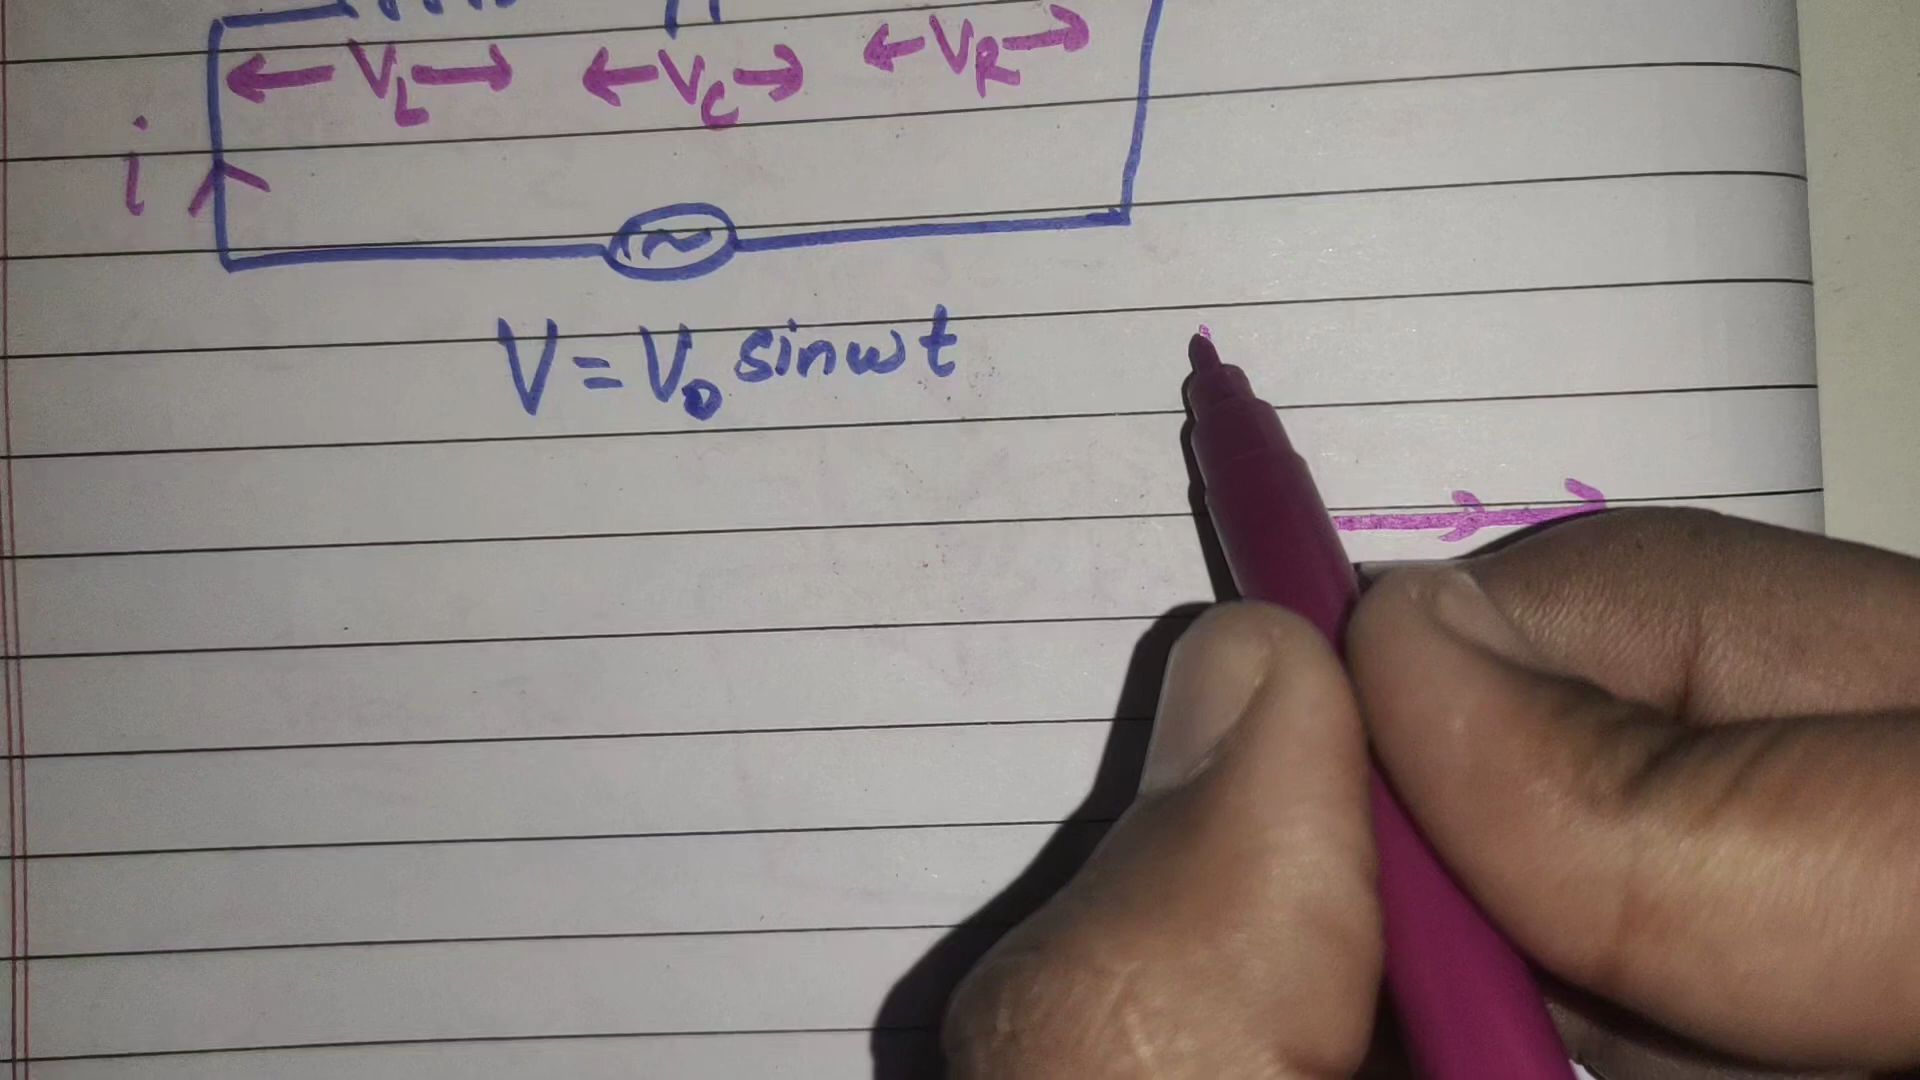 V_L V_C V_R
i
V = V₀ sinωt